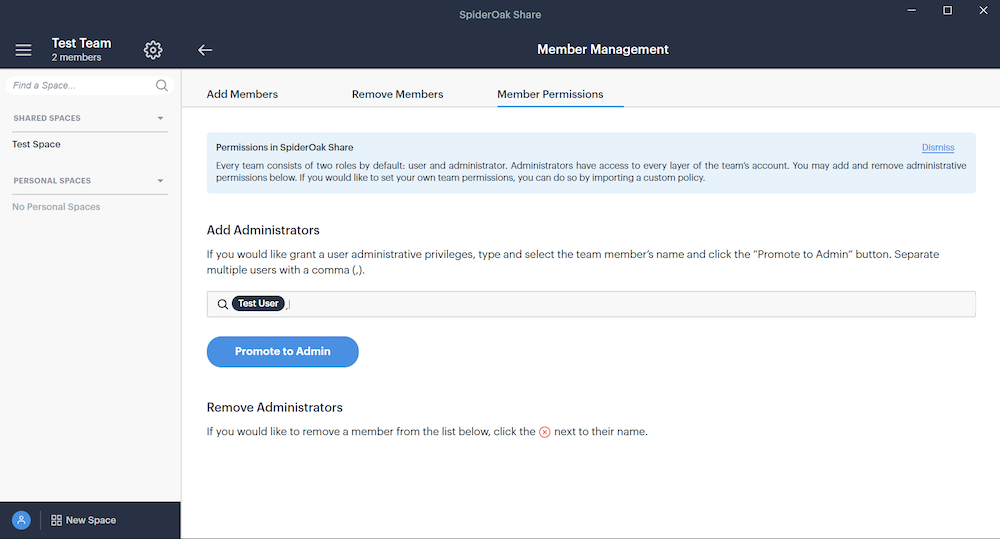 SpiderOak Share
Test Team
2 members
Member Management
Find a Space...
SHARED SPACES
Test Space
PERSONAL SPACES
No Personal Spaces
New Space
Add Members
Remove Members
Member Permissions
Permissions in SpiderOak Share
Dismiss
Every team consists of two roles by default: user and administrator. Administrators have access to every layer of the team's account. You may add and remove administrative
permissions below. If you would like to set your own team permissions, you can do so by importing a custom policy.
Add Administrators
If you would like grant a user administrative privileges, type and select the team member's name and click the "Promote to Admin" button. Separate
multiple users with a comma (,).
Test User ,
Promote to Admin
Remove Administrators
If you would like to remove a member from the list below, click the next to their name.